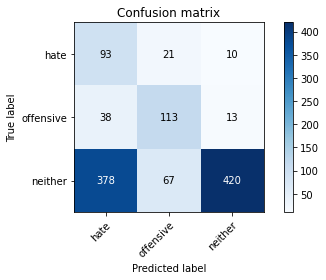 Confusion matrix
True label
hate 93 21 10
offensive 38 113 13
neither 378 67 420
hate offensive neither
Predicted label
400
350
300
250
200
150
100
50